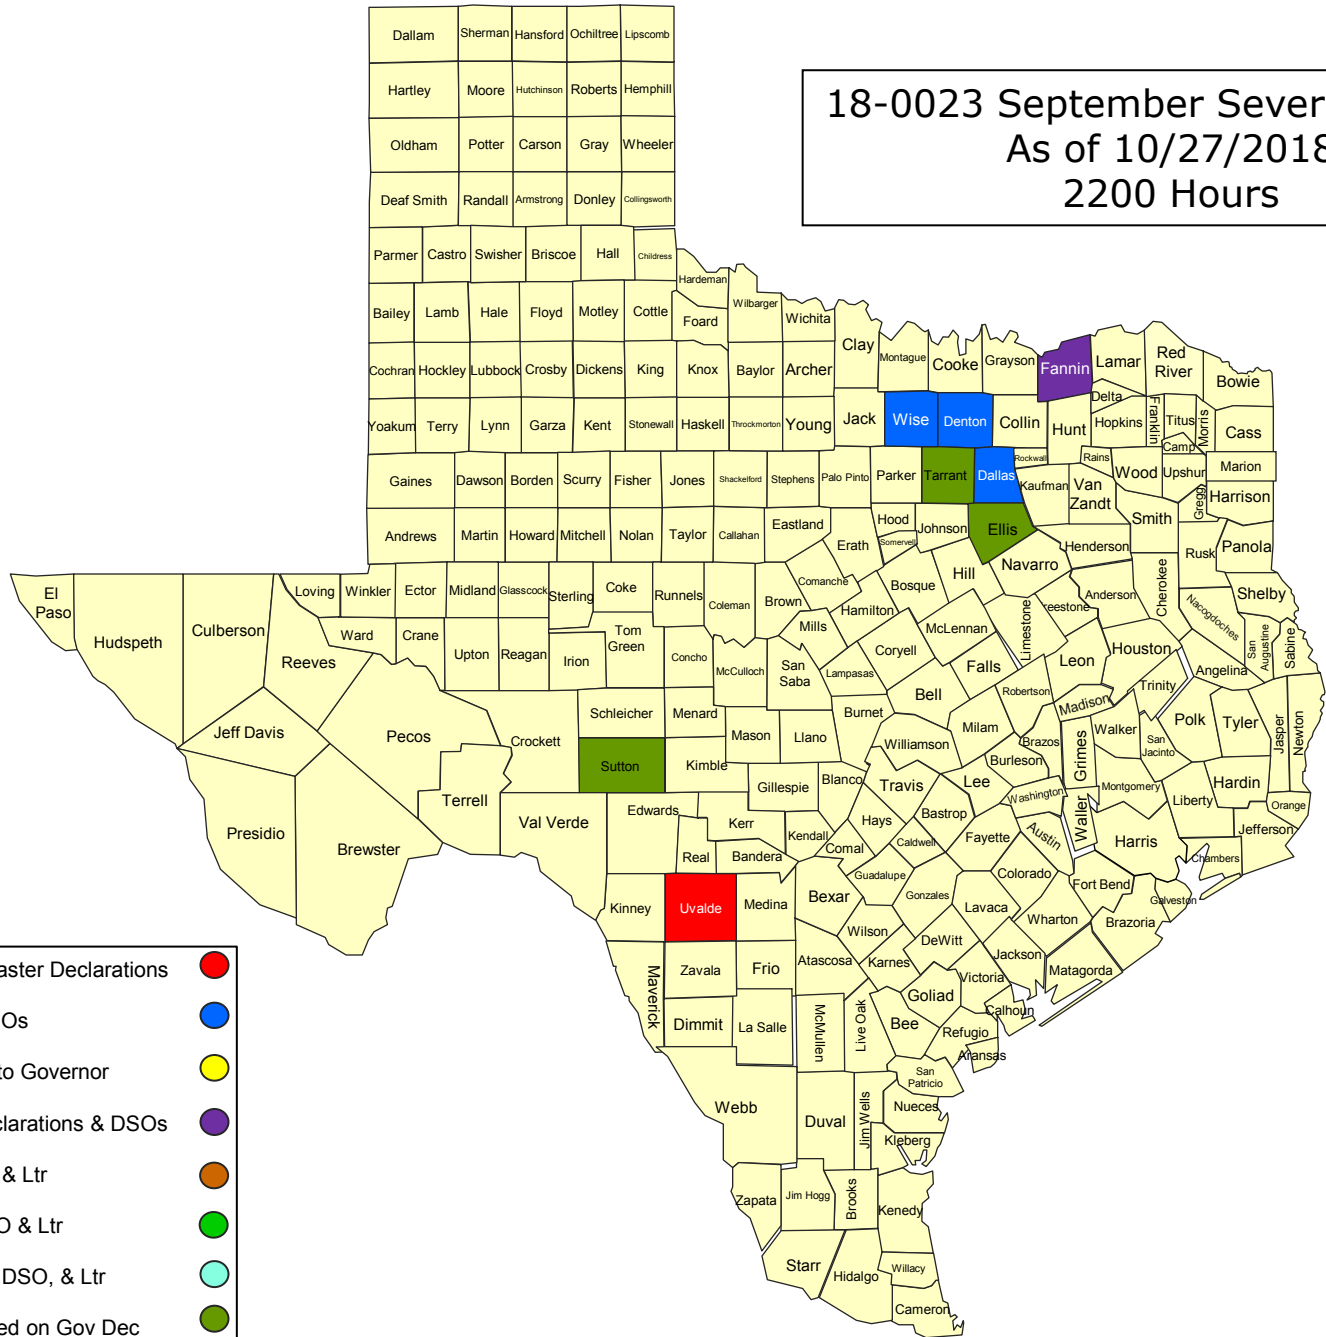 Dallam Sherman Hansford Ochiltree Lipscomb
Hartley Moore Hutchinson Roberts Hemphill
18-0023 September Sever
As of 10/27/2018
2200 Hours
Oldham Potter Carson Gray Wheeler
Deaf Smith Randall Armstrong Donley Collingsworth
Parmer Castro Swisher Briscoe Hall Childress
Hardeman
Bailey Lamb Hale Floyd Motley Cottle Foard Wilbarger Wichita
Clay Montague Cooke Grayson Fannin Lamar Red River Bowie
Cochran Hockley Lubbock Crosby Dickens King Knox Baylor Archer
Delta
Yoakum Terry Lynn Garza Kent Stonewall Haskell Throckmorton Young Jack Wise Denton Collin Hunt Hopkins Franklin Titus Morris Cass
Camp
Gaines Dawson Borden Scurry Fisher Jones Shackelford Stephens Palo Pinto Parker Tarrant Dallas Rockwall Kaufman Rains Van Zandt Wood Upshur Gregg Marion
Harrison
Andrews Martin Howard Mitchell Nolan Taylor Callahan Eastland Erath Hood Somervell Johnson Ellis Henderson Smith Rusk Panola
El Paso Hudspeth Culberson Loving Winkler Ector Midland Glasscock Sterling Coke Runnels Coleman Brown Comanche Hamilton Bosque Hill Navarro Anderson Cherokee Shelby
Reeves Ward Crane Upton Reagan Irion Tom Green Concho McCulloch San Saba Mills Lampasas Coryell McLennan Limestone reestone Leon Houston Nacogdoches San Augustine Sabine
Angelina
Jeff Davis Pecos Crockett Schleicher Menard Mason Llano Burnet Bell Falls Milam Robertson Madison Trinity Polk Tyler Jasper Newton
Sutton Kimble Gillespie Blanco Williamson Travis Lee Burleson Brazos Grimes Walker San Jacinto
Presidio Brewster Terrell Val Verde Edwards Kerr Kendall Hays Bastrop Washington Waller Montgomery Liberty Hardin Orange
Real Bandera Comal Caldwell Fayette Austin Harris Jefferson
Chambers
Kinney Uvalde Medina Bexar Guadalupe Gonzales Lavaca Colorado Fort Bend Galveston
Wilson DeWitt Wharton Brazoria
Maverick Zavala Frio Atascosa Karnes Goliad Victoria Jackson Matagorda
Dimmit La Salle McMullen Live Oak Bee Refugio Calhoun
Aransas
San Patricio
Webb Duval Jim Wells Nueces
Kleberg
Zapata Jim Hogg Brooks Kenedy
Starr Hidalgo Willacy
Cameron
aster Declarations
Os
to Governor
clarations & DSOs
& Ltr
O & Ltr
DSO, & Ltr
ed on Gov Dec